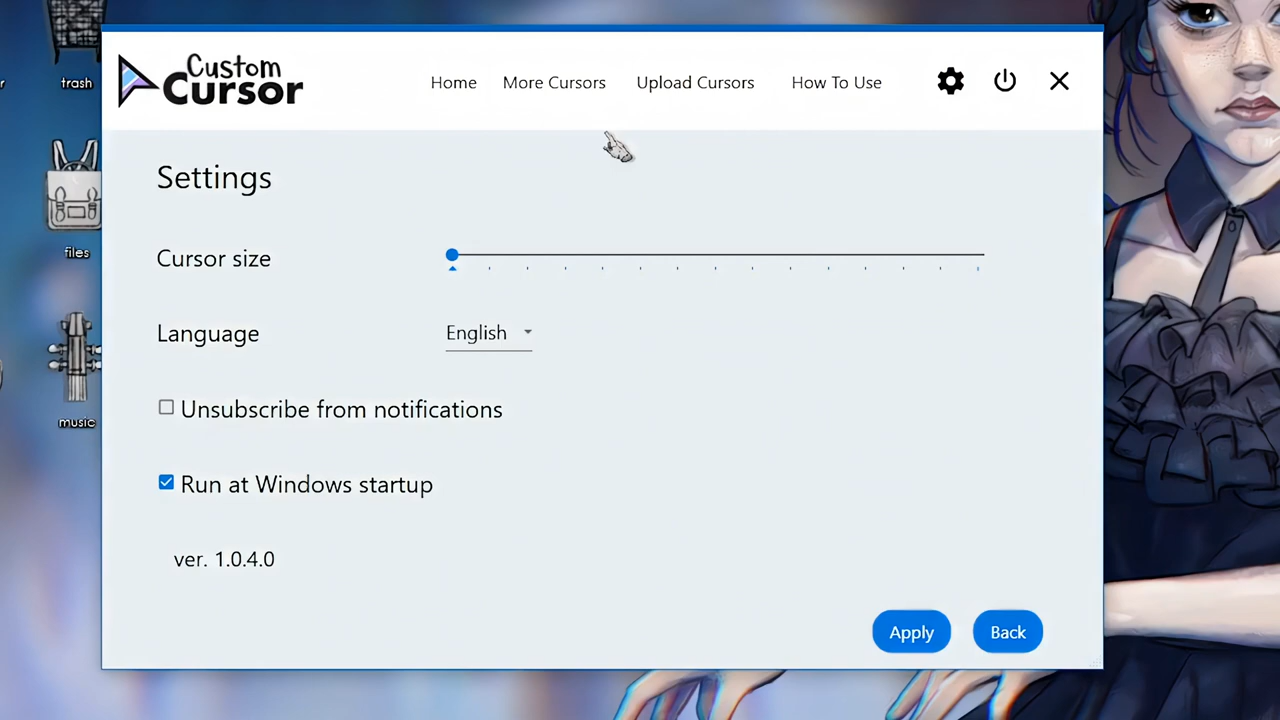 Custom
Cursor
Home
More Cursors
Upload Cursors
How To Use
trash
Settings
files
Cursor size
Language
English
music
Unsubscribe from notifications
Run at Windows startup
ver. 1.0.4.0
Apply
Back